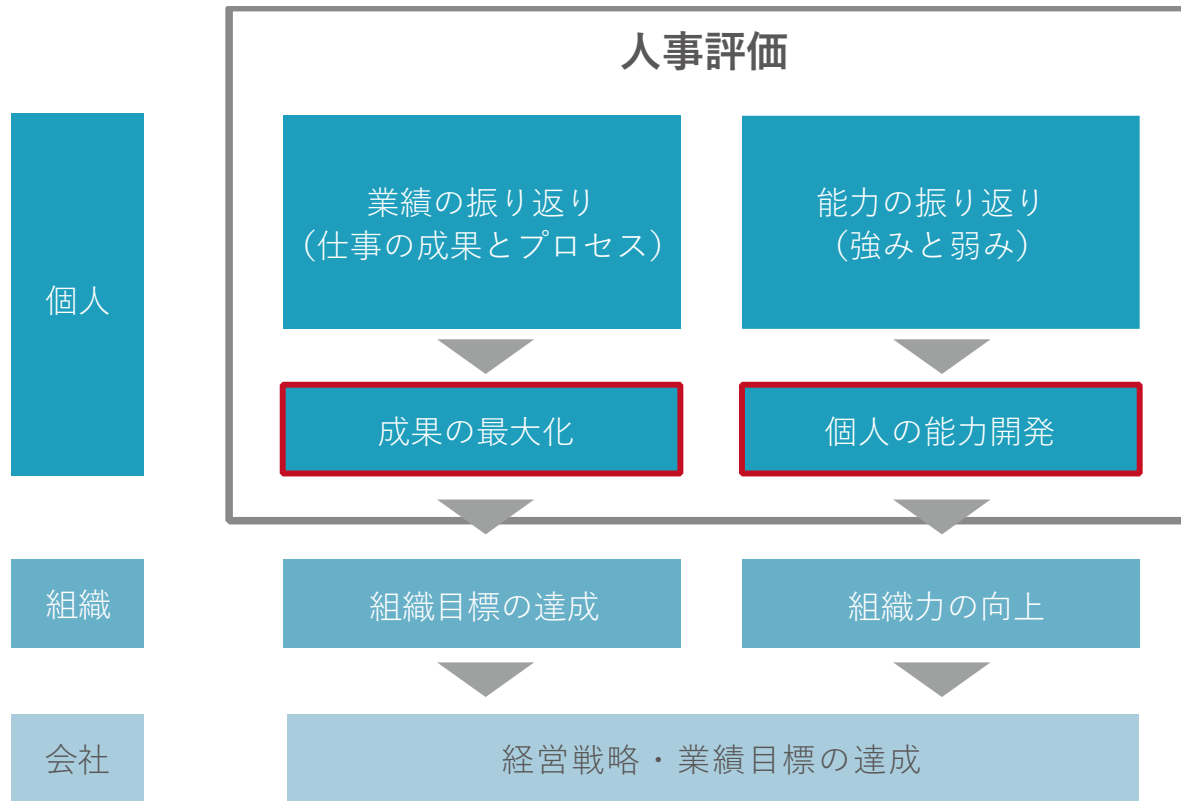 人事評価
個人
業績の振り返り
（仕事の成果とプロセス）
能力の振り返り
（強みと弱み）
成果の最大化
個人の能力開発
組織
組織目標の達成
組織力の向上
会社
経営戦略・業績目標の達成